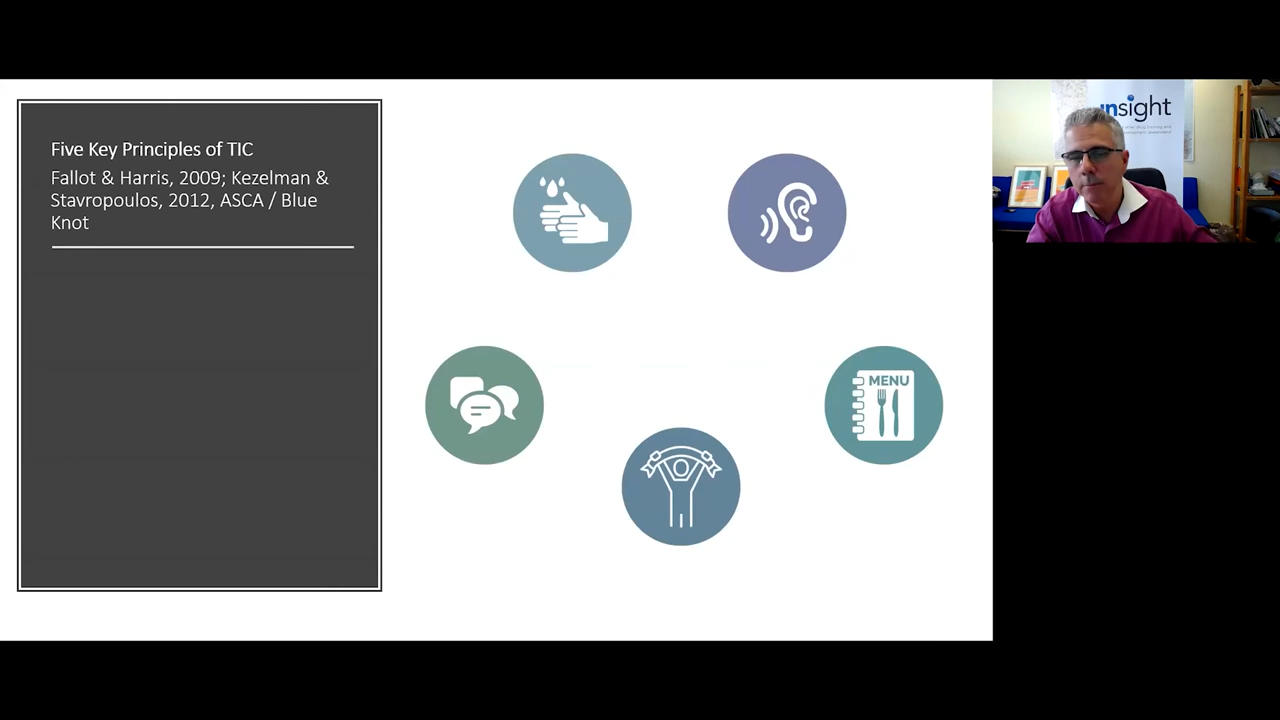 Five Key Principles of TIC
Fallot & Harris, 2009; Kezelman &
Stavropoulos, 2012, ASCA / Blue
Knot
MENU
insight